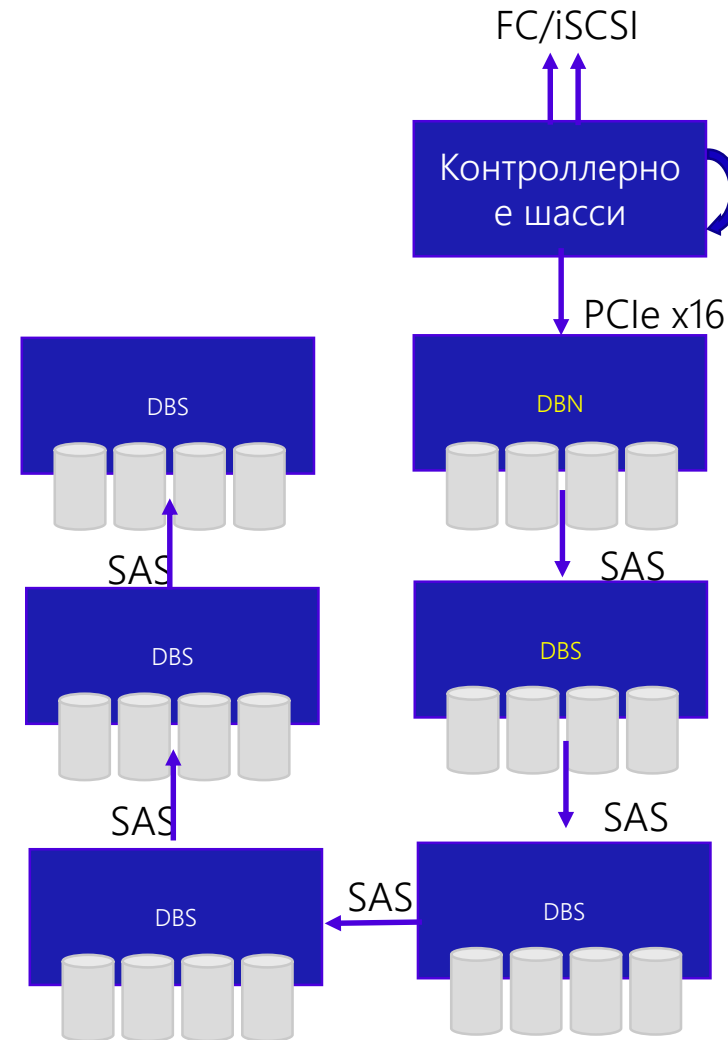 FC/iSCSI
Контроллерно
е шасси
PCIe x16
DBS
DBN
SAS
SAS
DBS
DBS
SAS
SAS
SAS
DBS
DBS